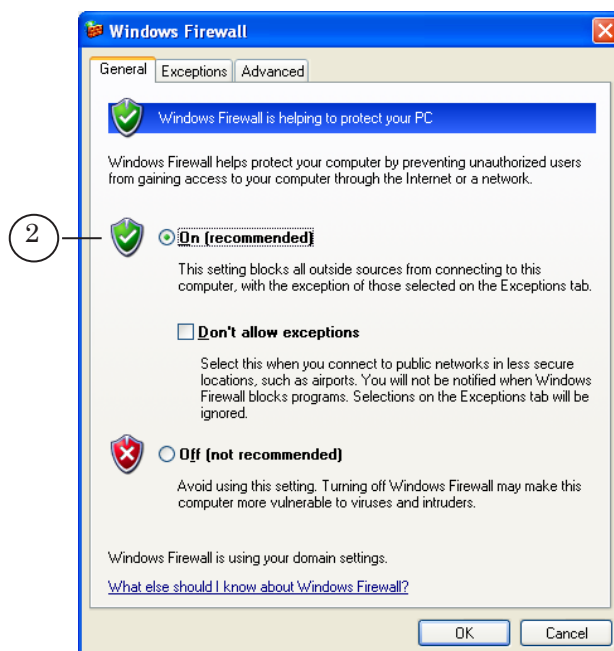 Windows Firewall
General Exceptions Advanced
Windows Firewall is helping to protect your PC
Windows Firewall helps protect your computer by preventing unauthorized users
from gaining access to your computer through the Internet or a network.
2
On (recommended)
This setting blocks all outside sources from connecting to this
computer, with the exception of those selected on the Exceptions tab.
Don't allow exceptions
Select this when you connect to public networks in less secure
locations, such as airports. You will not be notified when Windows
Firewall blocks programs. Selections on the Exceptions tab will be
ignored.
Off (not recommended)
Avoid using this setting. Turning off Windows Firewall may make this
computer more vulnerable to viruses and intruders.
Windows Firewall is using your domain settings.
What else should I know about Windows Firewall?
OK Cancel